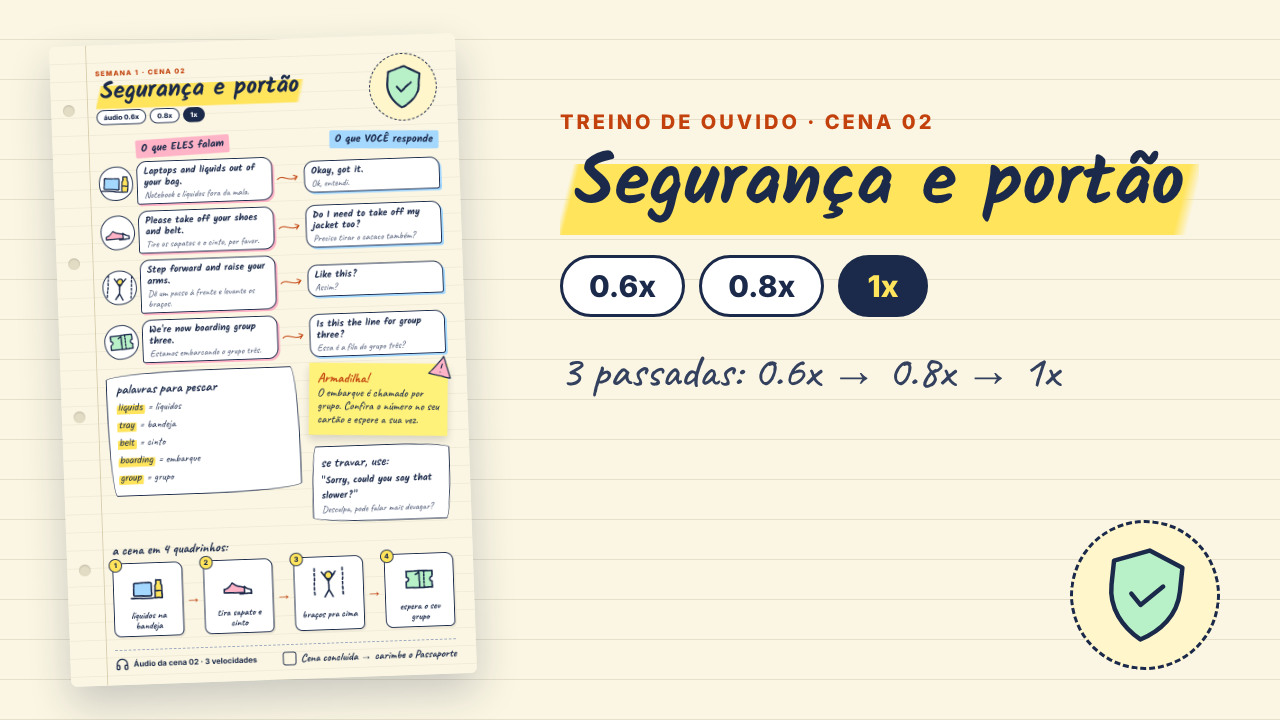 SEMANA 1 · CENA 02
Segurança e portão
áudio 0.6x
0.8x
1x
O que ELES falam
O que VOCÊ responde
Laptops and liquids out of
your bag.
Notebook e líquidos fora da mala.
Okay, got it.
Ok, entendi.
Please take off your shoes
and belt.
Tire os sapatos e o cinto, por favor.
Do I need to take off my
jacket too?
Preciso tirar o casaco também?
Step forward and raise your
arms.
Dê um passo à frente e levante os
braços.
Like this?
Assim?
We're now boarding group
three.
Estamos embarcando o grupo três.
Is this the line for group
three?
Essa é a fila do grupo três?
palavras para pescar
liquids = líquidos
tray = bandeja
belt = cinto
boarding = embarque
group = grupo
Armadilha!
O embarque é chamado por
grupo. Confira o número no seu
cartão e espere a sua vez.
se travar, use:
"Sorry, could you say that
slower?"
Desculpa, pode falar mais devagar?
a cena em 4 quadrinhos:
1
líquidos na
bandeja
→
2
tira sapato e
cinto
→
3
braços pra cima
→
4
espera o seu
grupo
Áudio da cena 02 · 3 velocidades
Cena concluída → carimbe o Passaporte
TREINO DE OUVIDO · CENA 02
Segurança e portão
0.6x
0.8x
1x
3 passadas: 0.6x → 0.8x → 1x